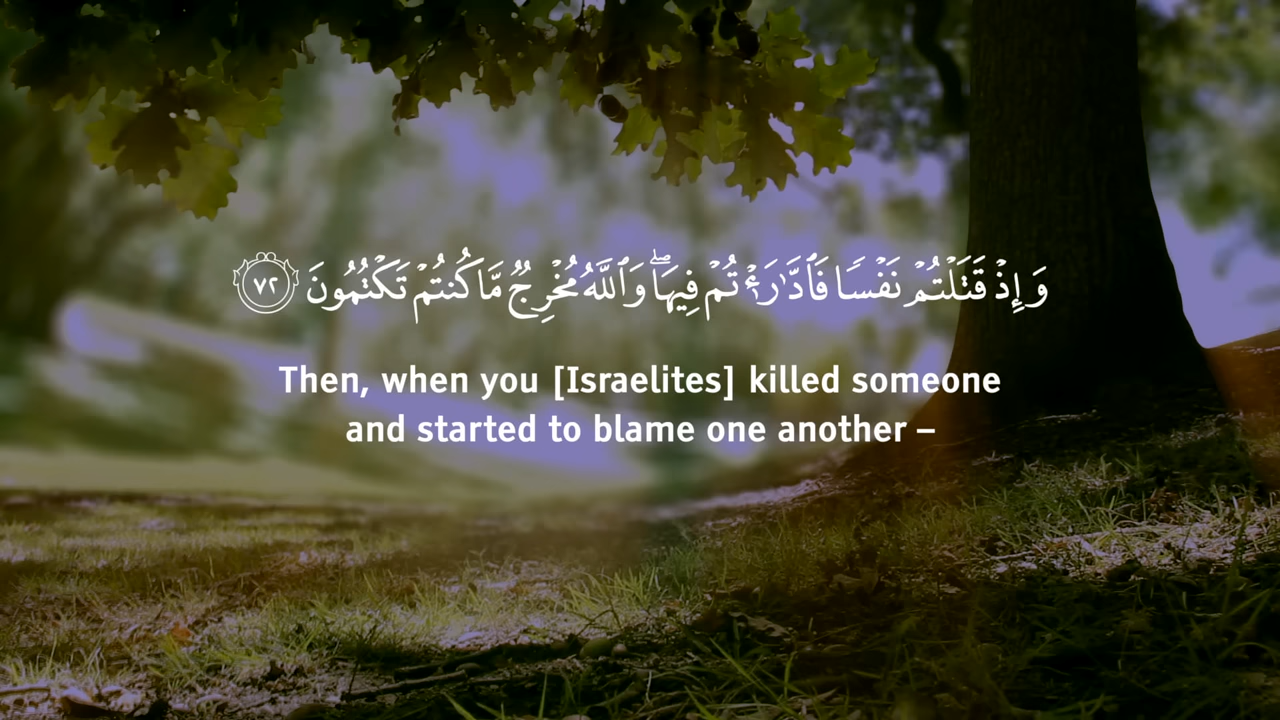 وَإِذْ قَتَلْتُمْ نَفْسًا فَٱدَّٰرَْٰٔتُمْ فِيهَا ۖ وَٱللَّهُ مُخْرِجٌ مَّا كُنتُمْ تَكْتُمُونَ ٧٢
Then, when you [Israelites] killed someone
and started to blame one another –